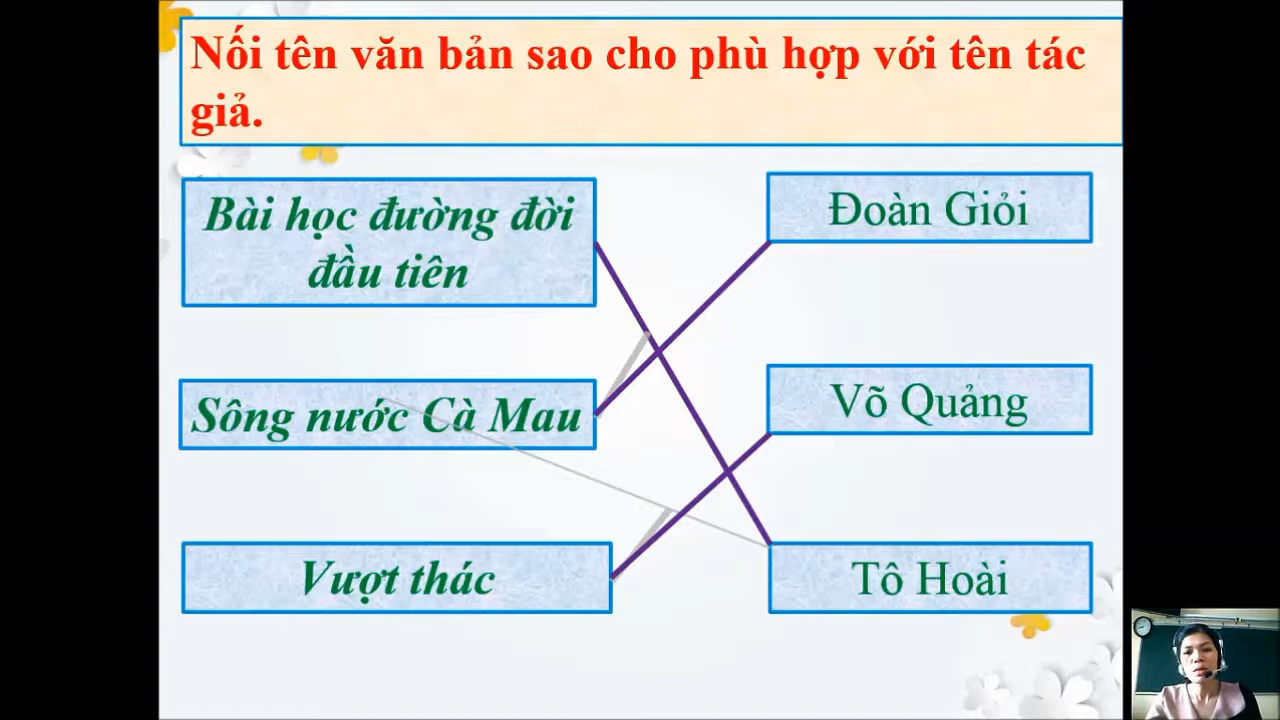 Nối tên văn bản sao cho phù hợp với tên tác
giả.
Bài học đường đời
đầu tiên
Đoàn Giỏi
Sông nước Cà Mau
Võ Quảng
Vượt thác
Tô Hoài